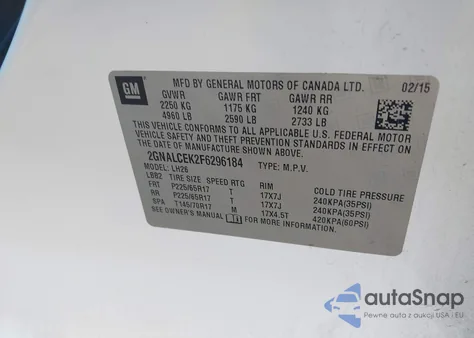 GM
MFD BY GENERAL MOTORS OF CANADA LTD. 02/15
GVWR GAWR FRT GAWR RR
2250 KG 1175 KG 1240 KG
4960 LB 2590 LB 2733 LB
THIS VEHICLE CONFORMS TO ALL APPLICABLE U.S. FEDERAL MOTOR
VEHICLE SAFETY, BUMPER, AND THEFT PREVENTION STANDARDS
IN EFFECT ON THE DATE OF MANUFACTURE SHOWN ABOVE.
2GNALCEK2F6296184 TYPE: M.P.V.
MODEL: LH26
LBB2 TIRE SIZE SPEED RTG RIM COLD TIRE PRESSURE
FRT P225/65R17 T 17X7J 240KPA(35PSI)
RR P225/65R17 T 17X7J 240KPA(35PSI)
SPA T145/70R17 M 17X4.5T 420KPA(60PSI)
SEE OWNER'S MANUAL FOR MORE INFORMATION.
autoSnap
Pewne auto z aukcji USA i EU